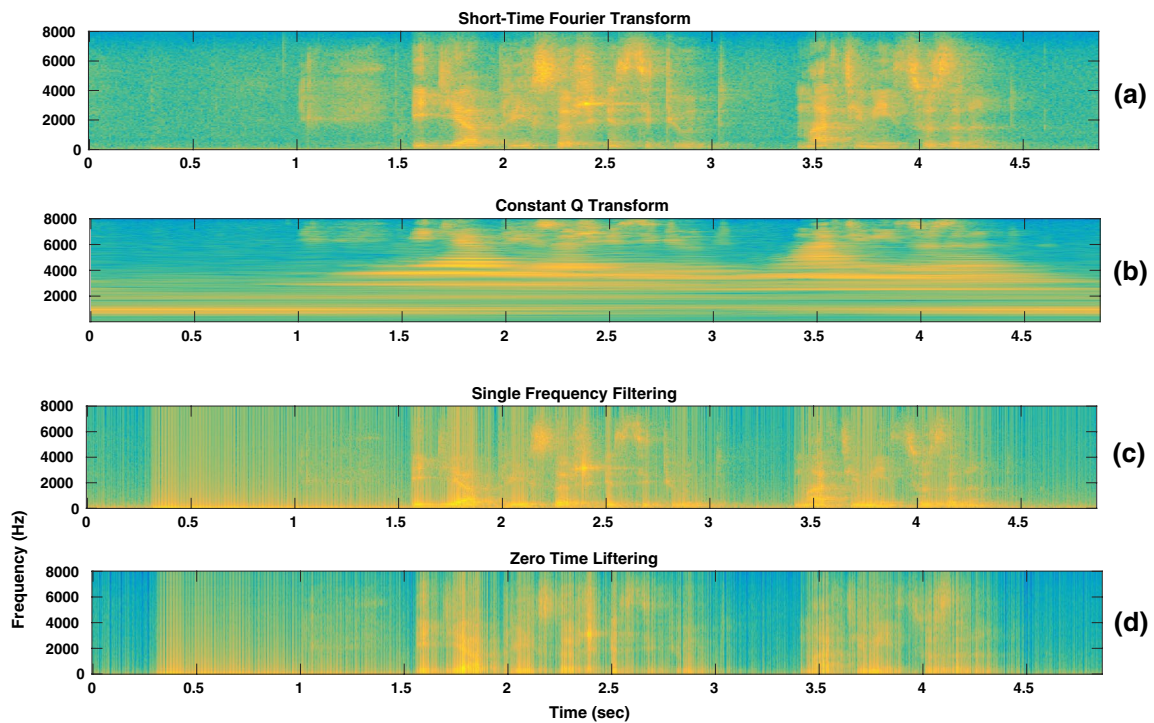 Short-Time Fourier Transform
8000
6000
4000
2000
0
(a)
0 0.5 1 1.5 2 2.5 3 3.5 4 4.5
Constant Q Transform
8000
6000
4000
2000
(b)
0 0.5 1 1.5 2 2.5 3 3.5 4 4.5
Single Frequency Filtering
8000
6000
4000
2000
0
(c)
0 0.5 1 1.5 2 2.5 3 3.5 4 4.5
Frequency (Hz)
Zero Time Liftering
8000
6000
4000
2000
0
(d)
0 0.5 1 1.5 2 2.5 3 3.5 4 4.5
Time (sec)